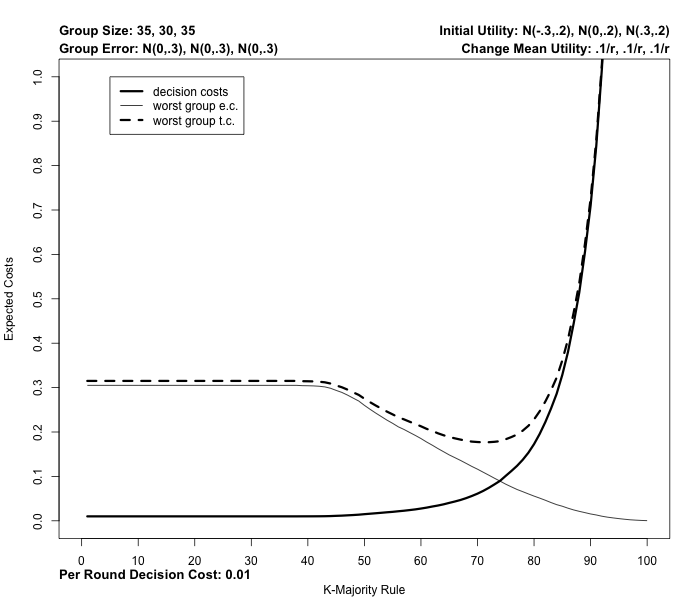 Group Size: 35, 30, 35
Initial Utility: N(-.3,.2), N(0,.2), N(.3,.2)
Group Error: N(0,.3), N(0,.3), N(0,.3)
Change Mean Utility: .1/r, .1/r, .1/r
decision costs
worst group e.c.
worst group t.c.
1.0
0.9
0.8
0.7
0.6
0.5
0.4
0.3
0.2
0.1
0.0
Expected Costs
0 10 20 30 40 50 60 70 80 90 100
Per Round Decision Cost: 0.01
K-Majority Rule